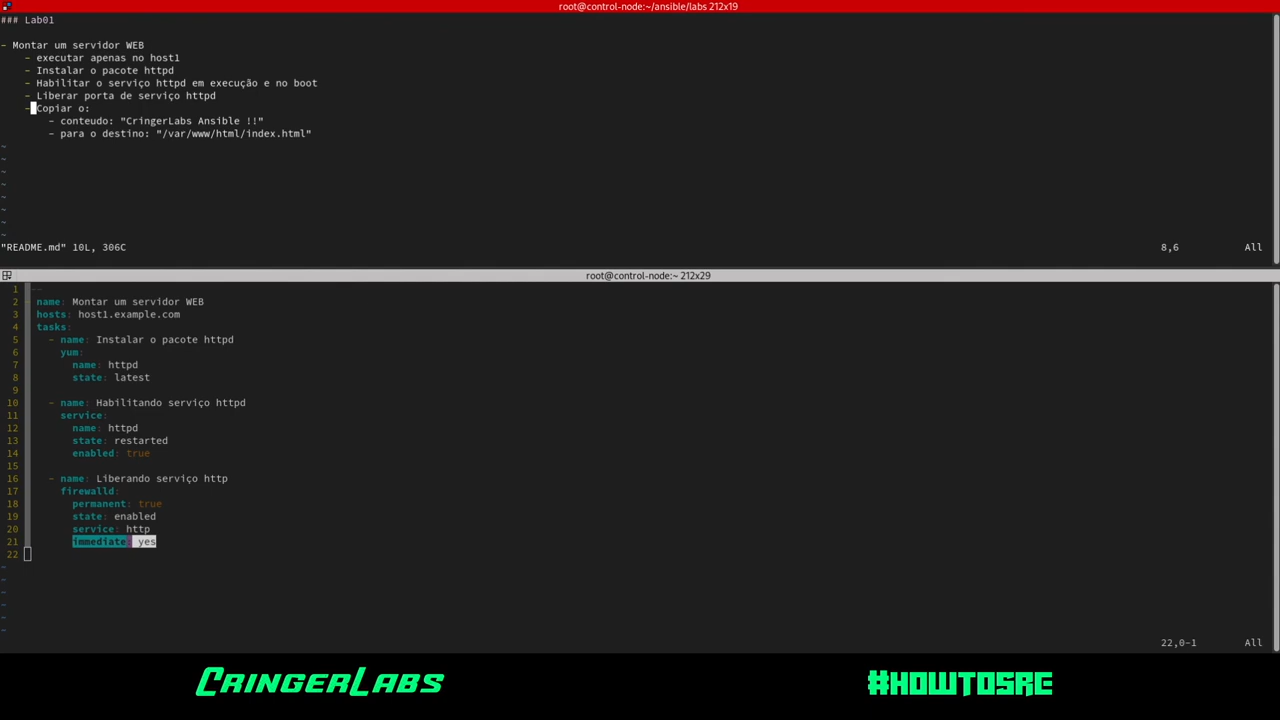 root@control-node:~/ansible/labs 212x19
### Lab01
- Montar um servidor WEB
- executar apenas no host1
- Instalar o pacote httpd
- Habilitar o serviço httpd em execução e no boot
- Liberar porta de serviço httpd
- Copiar o:
- conteudo: "CringerLabs Ansible !!"
- para o destino: "/var/www/html/index.html"
~
~
~
~
~
~
~
~
"README.md" 10L, 306C 8,6 All
root@control-node:~ 212x29
1 ---
2 - name: Montar um servidor WEB
3 hosts: host1.example.com
4 tasks:
5 - name: Instalar o pacote httpd
6 yum:
7 name: httpd
8 state: latest
9
10 - name: Habilitando serviço httpd
11 service:
12 name: httpd
13 state: restarted
14 enabled: true
15
16 - name: Liberando serviço http
17 firewalld:
18 permanent: true
19 state: enabled
20 service: http
21 immediate: yes
22
~
~
~
~
~
~
22,0-1 All
CRINGERLABS #HOWTOSRE